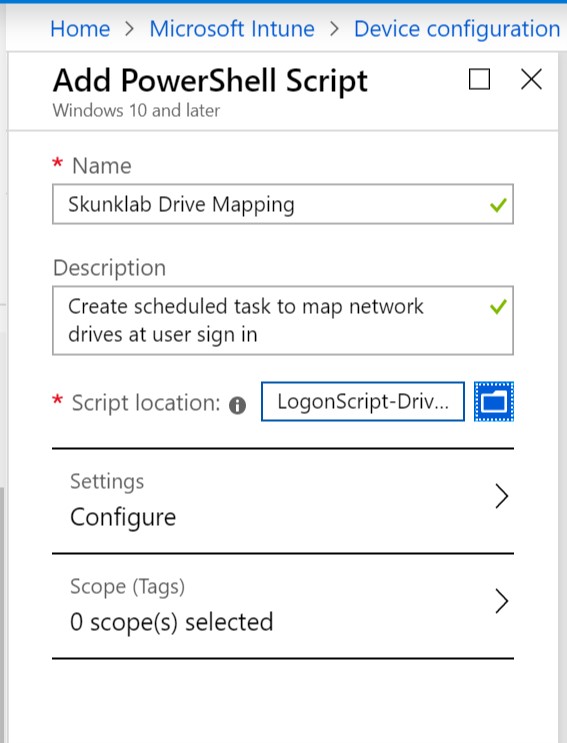 Home > Microsoft Intune > Device configuration
Add PowerShell Script
Windows 10 and later
* Name
Skunklab Drive Mapping
Description
Create scheduled task to map network
drives at user sign in
* Script location:
LogonScript-Driv...
Settings
Configure
Scope (Tags)
0 scope(s) selected